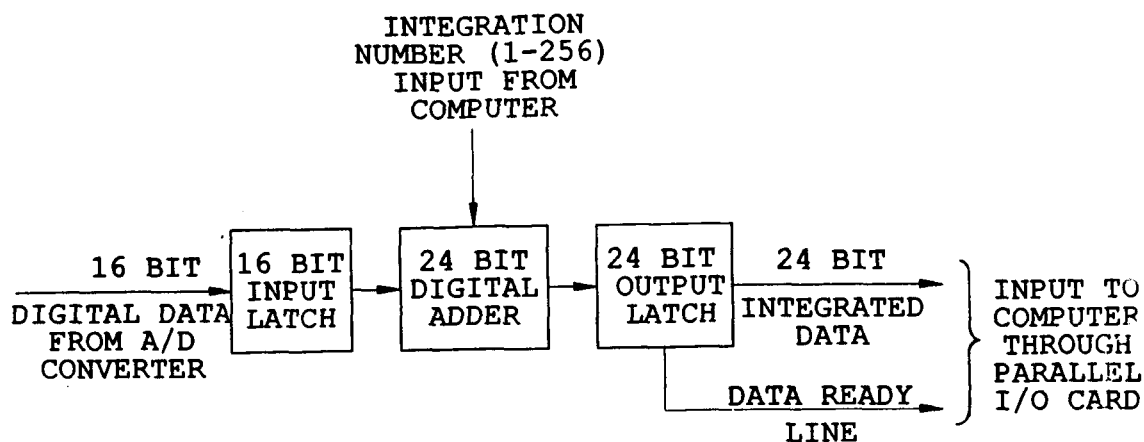 INTEGRATION
NUMBER (1-256)
INPUT FROM
COMPUTER
16 BIT
DIGITAL DATA
FROM A/D
CONVERTER
16 BIT
INPUT
LATCH
24 BIT
DIGITAL
ADDER
24 BIT
OUTPUT
LATCH
24 BIT
INTEGRATED
DATA
DATA READY
LINE
INPUT TO
COMPUTER
THROUGH
PARALLEL
I/O CARD